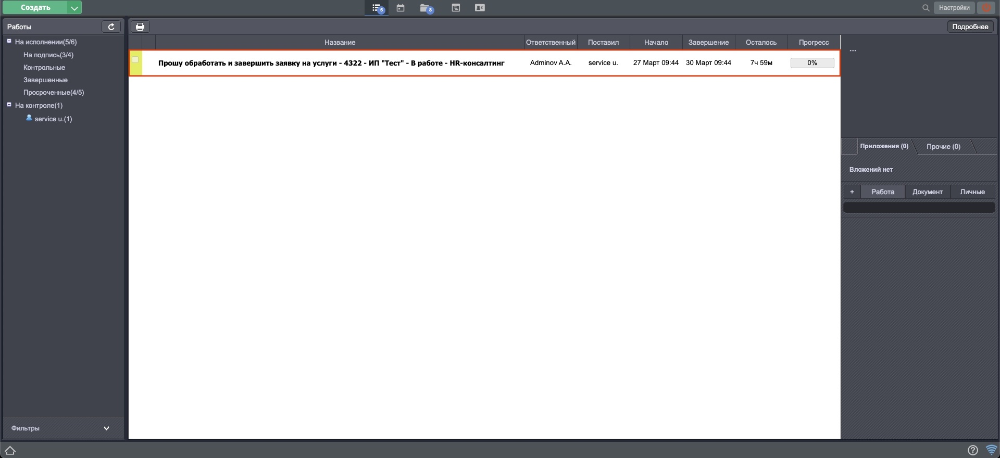 Создать
5
8
Настройки
Работы
Подробнее
На исполнении(5/6)
На подпись(3/4)
Контрольные
Завершенные
Просроченные(4/5)
На контроле(1)
service u.(1)
Название
Ответственный
Поставил
Начало
Завершение
Осталось
Прогресс
Прошу обработать и завершить заявку на услуги - 4322 - ИП "Тест" - В работе - HR-консалтинг
Adminov A.A.
service u.
27 Март 09:44
30 Март 09:44
7ч 59м
0%
...
Приложения (0)
Прочие (0)
Вложений нет
+
Работа
Документ
Личные
Фильтры
?